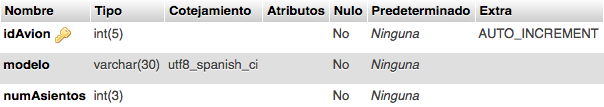 Nombre Tipo Cotejamiento Atributos Nulo Predeterminado Extra
idAvion int(5) No Ninguna AUTO_INCREMENT
modelo varchar(30) utf8_spanish_ci No Ninguna
numAsientos int(3) No Ninguna